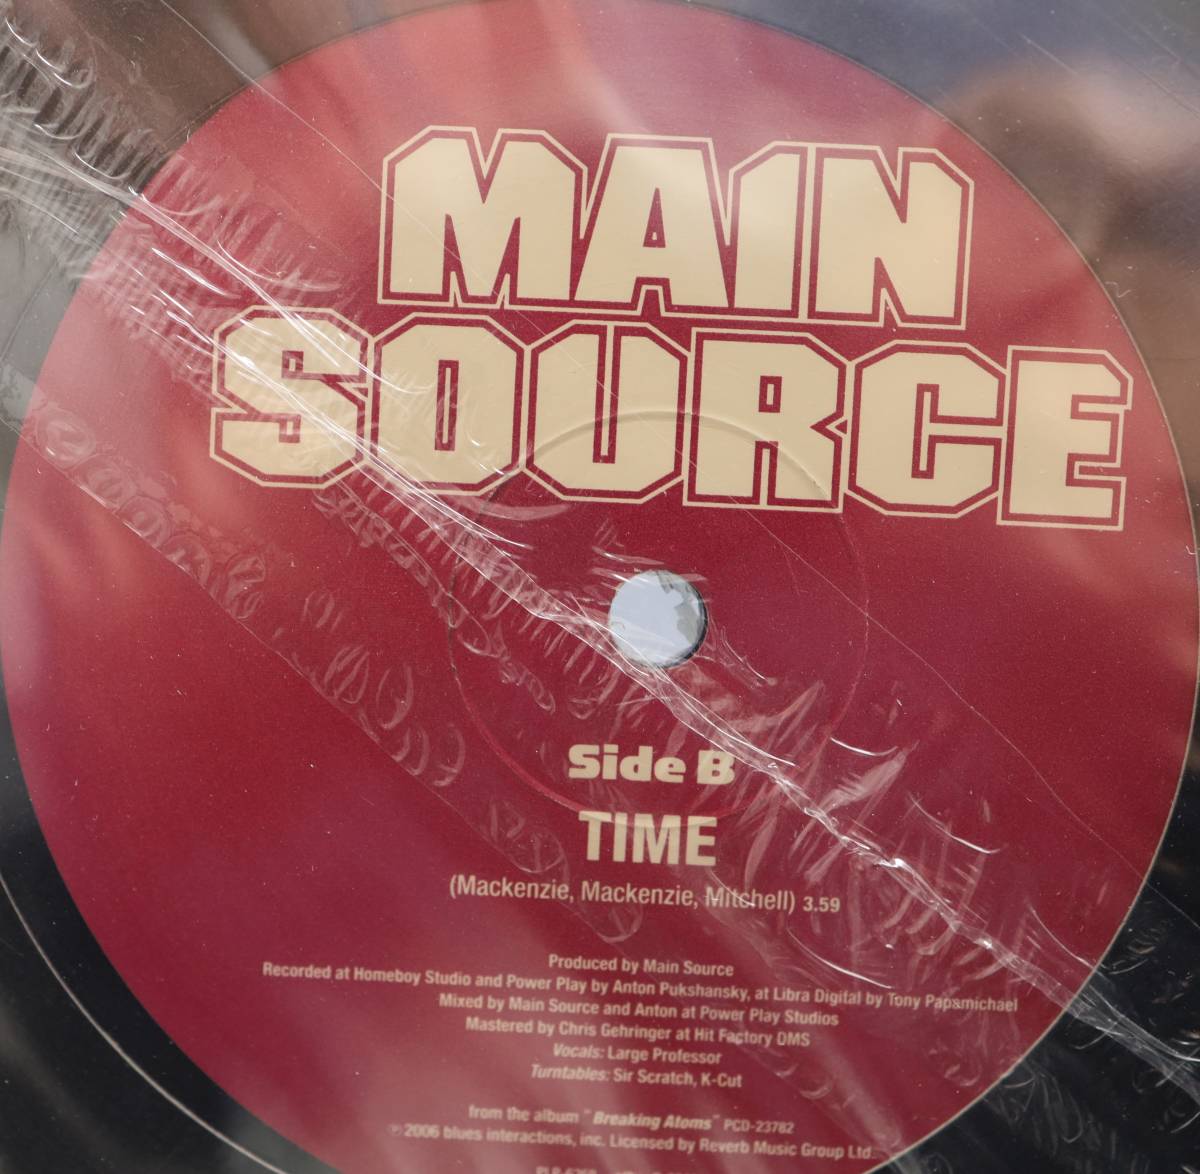 MAIN
SOURCE
Side B
TIME
(Mackenzie, Mackenzie, Mitchell) 3.59
Produced by Main Source
Recorded at Homeboy Studio and Power Play by Anton Pukshansky, at Libra Digital by Tony Papamichael
Mixed by Main Source and Anton at Power Play Studios
Mastered by Chris Gehringer at Hit Factory DMS
Vocals: Large Professor
Turntables: Sir Scratch, K-Cut
from the album "Breaking Atoms" PCD-23782
℗ 2006 blues interactions, inc. Licensed by Reverb Music Group Ltd.